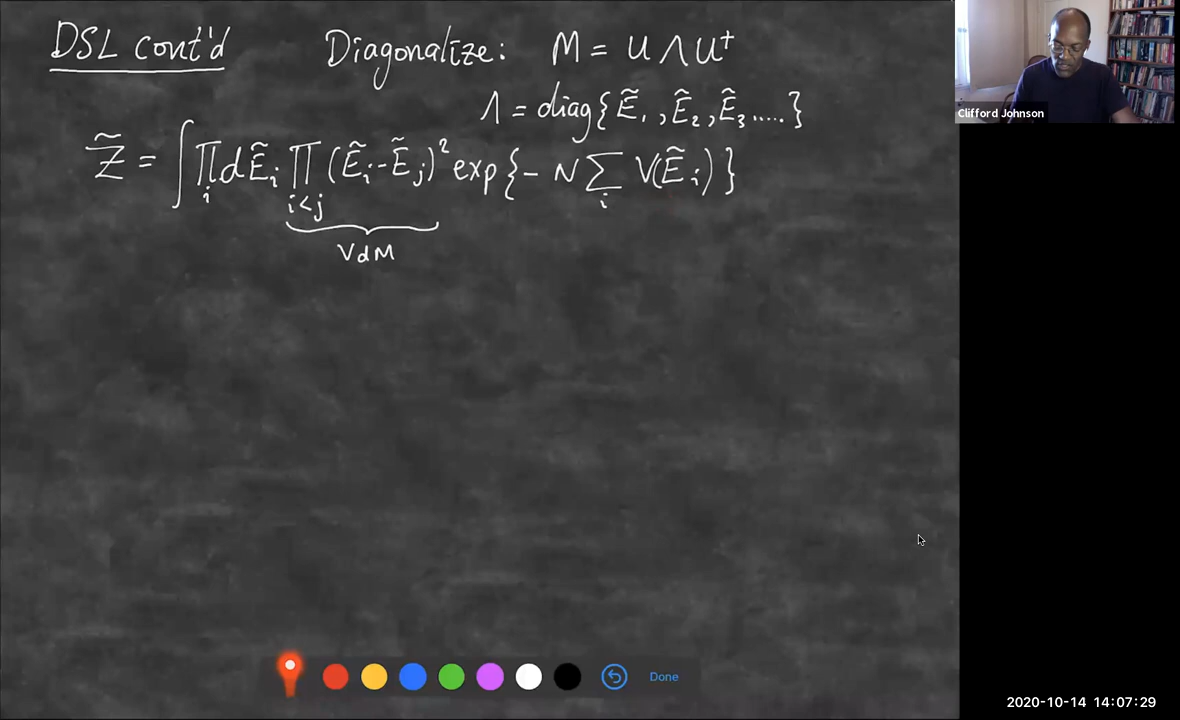 DSL cont'd
Diagonalize: M = U Λ U†
Λ = diag{Ẽ₁, Ẽ₂, Ẽ₃....}
Z̃ = ∫∏ᵢ dẼᵢ ∏ᵢ<ⱼ (Ẽᵢ-Ẽⱼ)² exp{- N∑ᵢ V(Ẽᵢ)}
VdM
Clifford Johnson
Done
2020-10-14 14:07:29